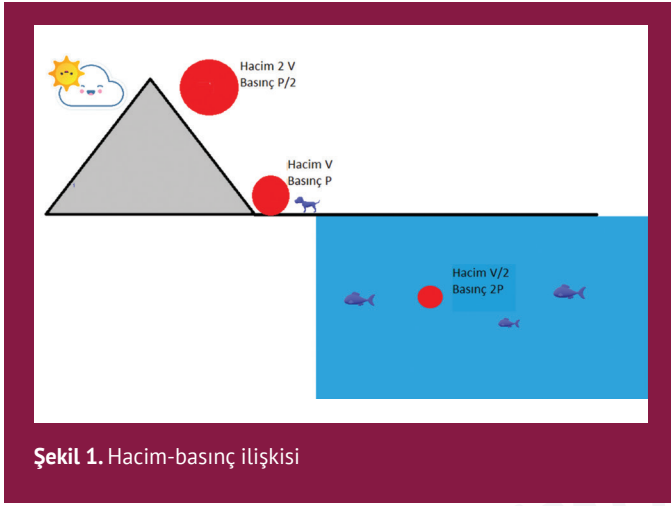 Hacim 2 V
Basınç P/2
Hacim V
Basınç P
Hacim V/2
Basınç 2P
Şekil 1. Hacim-basınç ilişkisi